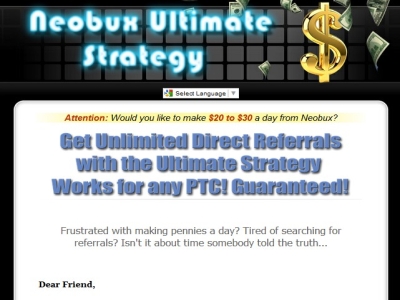 Neobux Ultimate
Strategy
Select Language
Attention: Would you like to make $20 to $30 a day from Neobux?
Get Unlimited Direct Referrals
with the Ultimate Strategy
Works for any PTC! Guaranteed!
Frustrated with making pennies a day? Tired of searching for
referrals? Isn't it about time somebody told the truth...
Dear Friend,